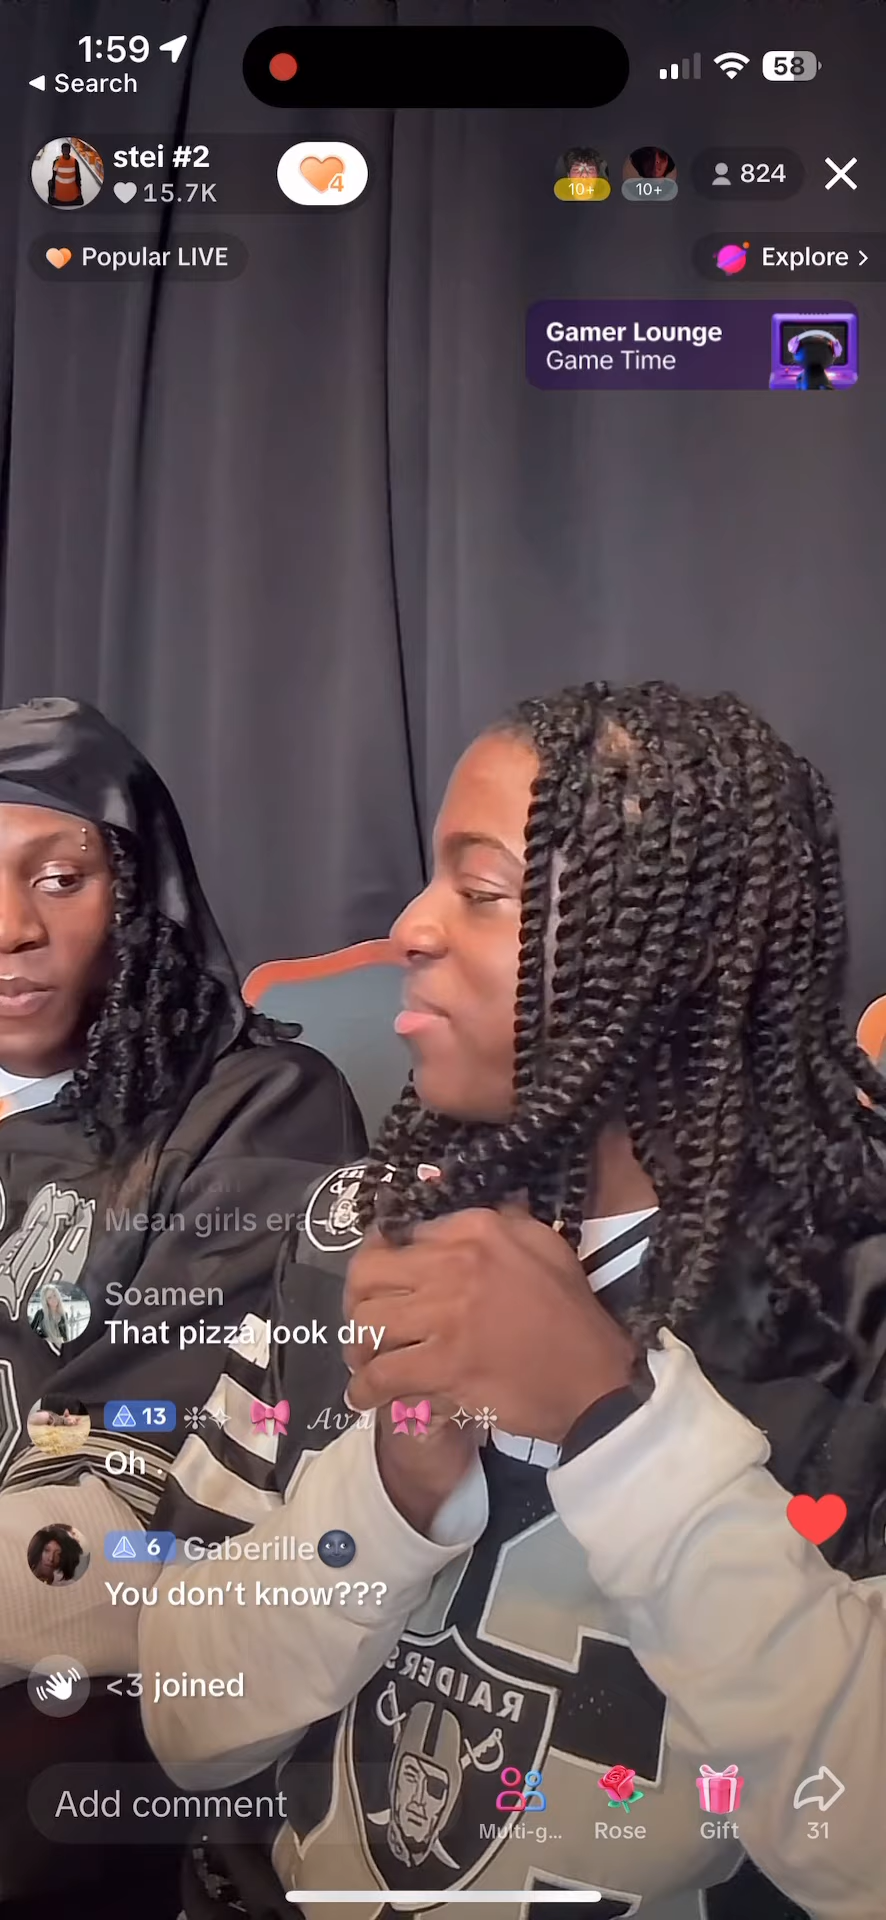 1:59
58
◀ Search
stei #2
15.7K
4
10+
10+
824
Popular LIVE
Explore >
Gamer Lounge
Game Time
Mean girls era
Soamen
That pizza look dry
13 ❈✧ 🎀 𝒜𝓋𝒶 🎀 ✧❈
Oh .
6 Gaberille🌚
You don't know???
<3 joined
RAIDERS
Add comment
Multi-g...
Rose
Gift
31